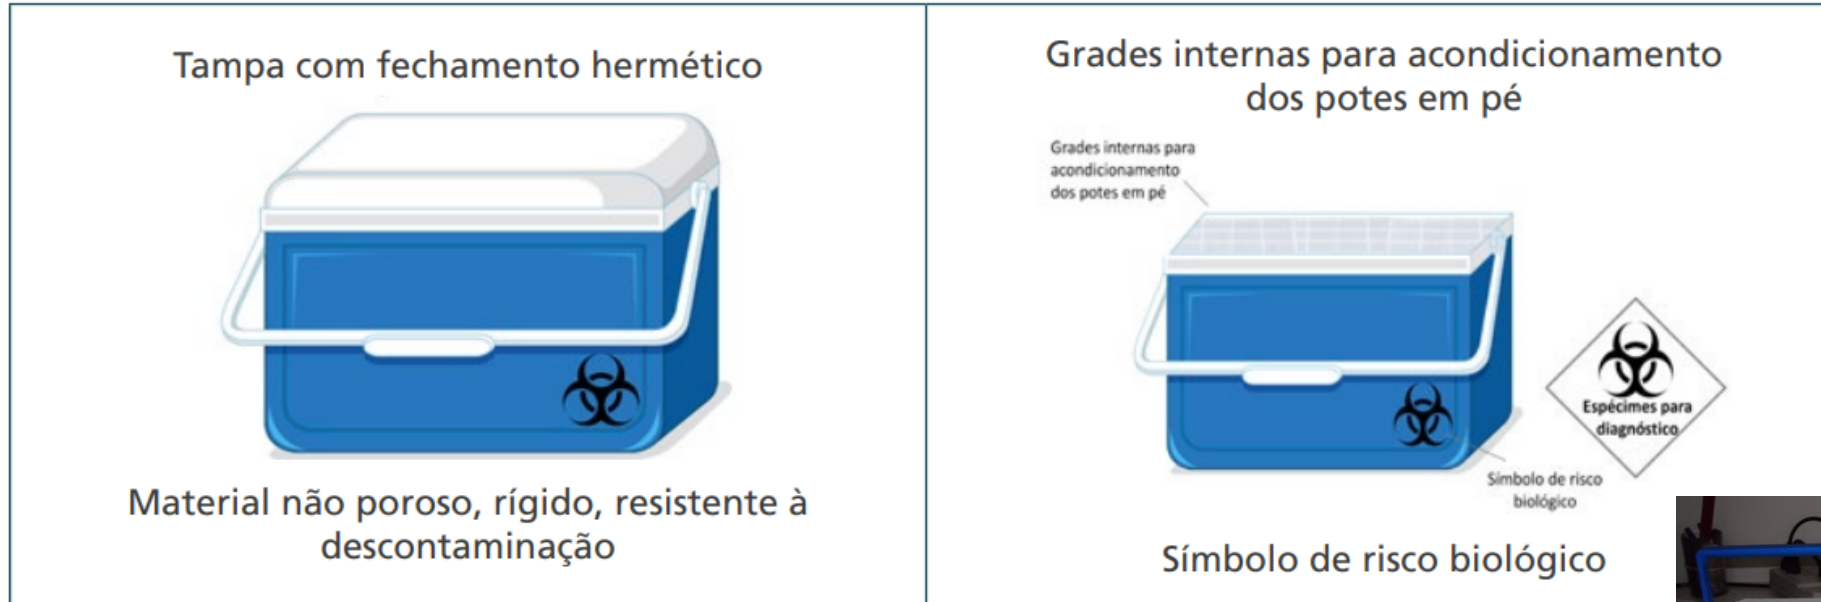 Tampa com fechamento hermético
Material não poroso, rígido, resistente à
descontaminação
Grades internas para acondicionamento
dos potes em pé
Grades internas para
acondicionamento
dos potes em pé
Espécimes para
diagnóstico
Símbolo de risco
biológico
Símbolo de risco biológico